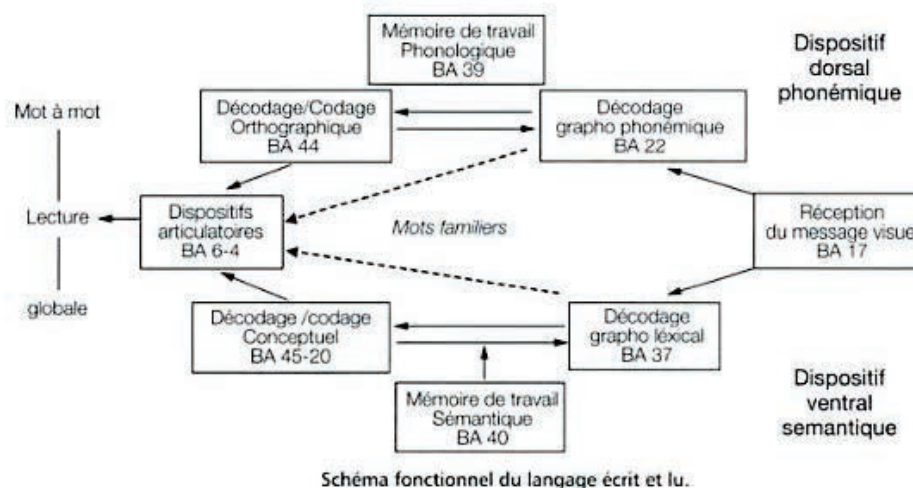 Mémoire de travail
Phonologique
BA 39
Dispositif
dorsal
phonémique
Mot à mot
Décodage/Codage
Orthographique
BA 44
Décodage
grapho phonémique
BA 22
Lecture
Dispositifs
articulatoires
BA 6-4
Mots familiers
Réception
du message visuel
BA 17
globale
Décodage /codage
Conceptuel
BA 45-20
Décodage
grapho léxical
BA 37
Mémoire de travail
Sémantique
BA 40
Dispositif
ventral
semantique
Schéma fonctionnel du langage écrit et lu.